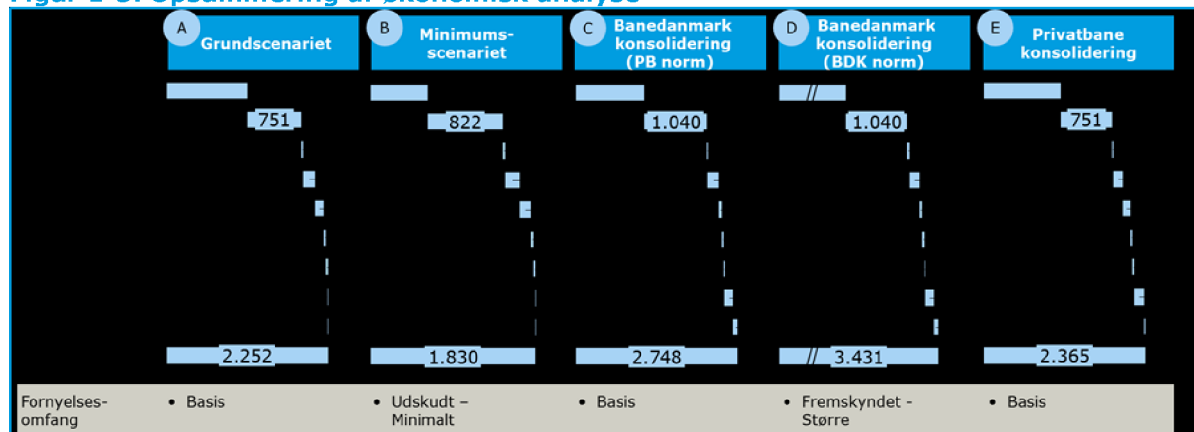 A
Grundscenariet
B
Minimums-
scenariet
C
Banedanmark
konsolidering
(PB norm)
D
Banedanmark
konsolidering
(BDK norm)
E
Privatbane
konsolidering
751
822
1.040
1.040
751
2.252
1.830
2.748
3.431
2.365
Fornyelses-
omfang
• Basis
• Udskudt –
Minimalt
• Basis
• Fremskyndet -
Større
• Basis